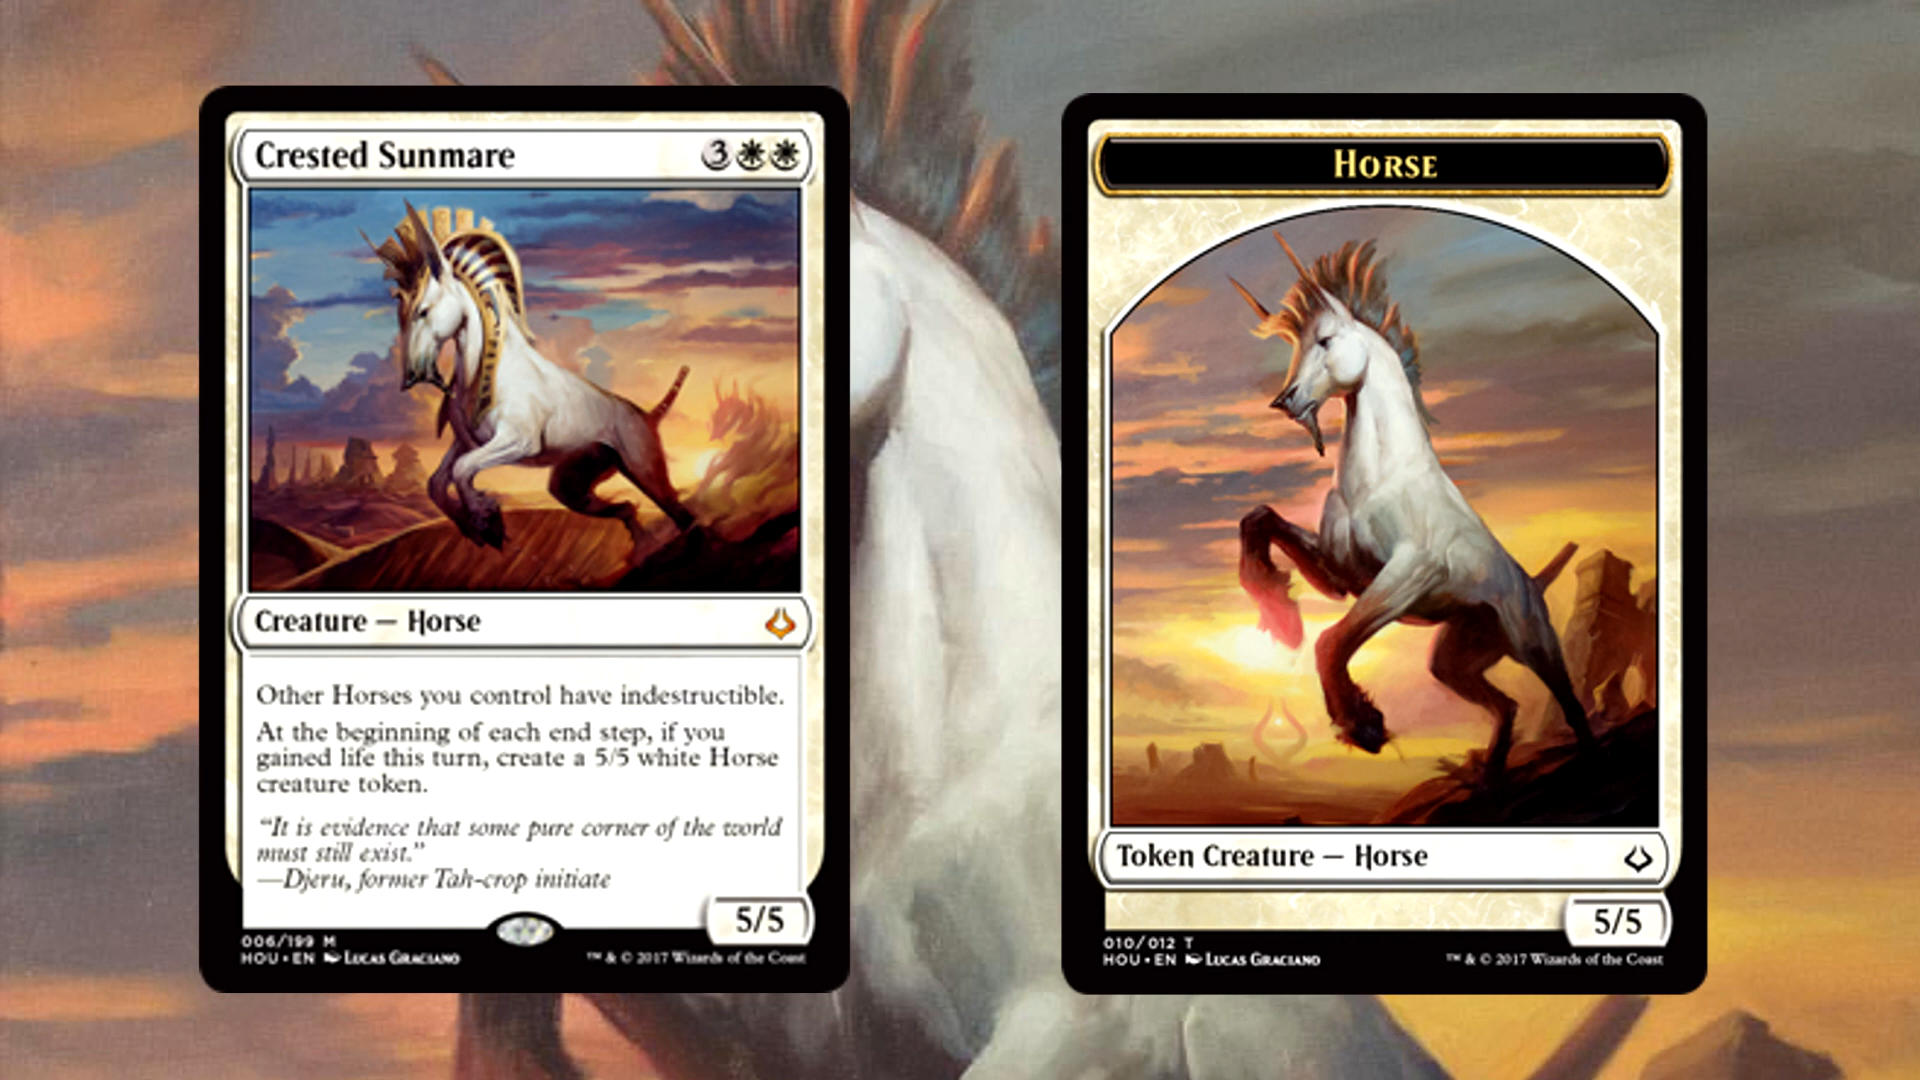 Crested Sunmare 3
Creature — Horse
Other Horses you control have indestructible.
At the beginning of each end step, if you
gained life this turn, create a 5/5 white Horse
creature token.
“It is evidence that some pure corner of the world
must still exist.”
—Djeru, former Tah-crop initiate
5/5
006/199 M
HOU • EN LUCAS GRACIANO
™ & © 2017 Wizards of the Coast
HORSE
Token Creature — Horse
5/5
010/012 T
HOU • EN LUCAS GRACIANO
™ & © 2017 Wizards of the Coast